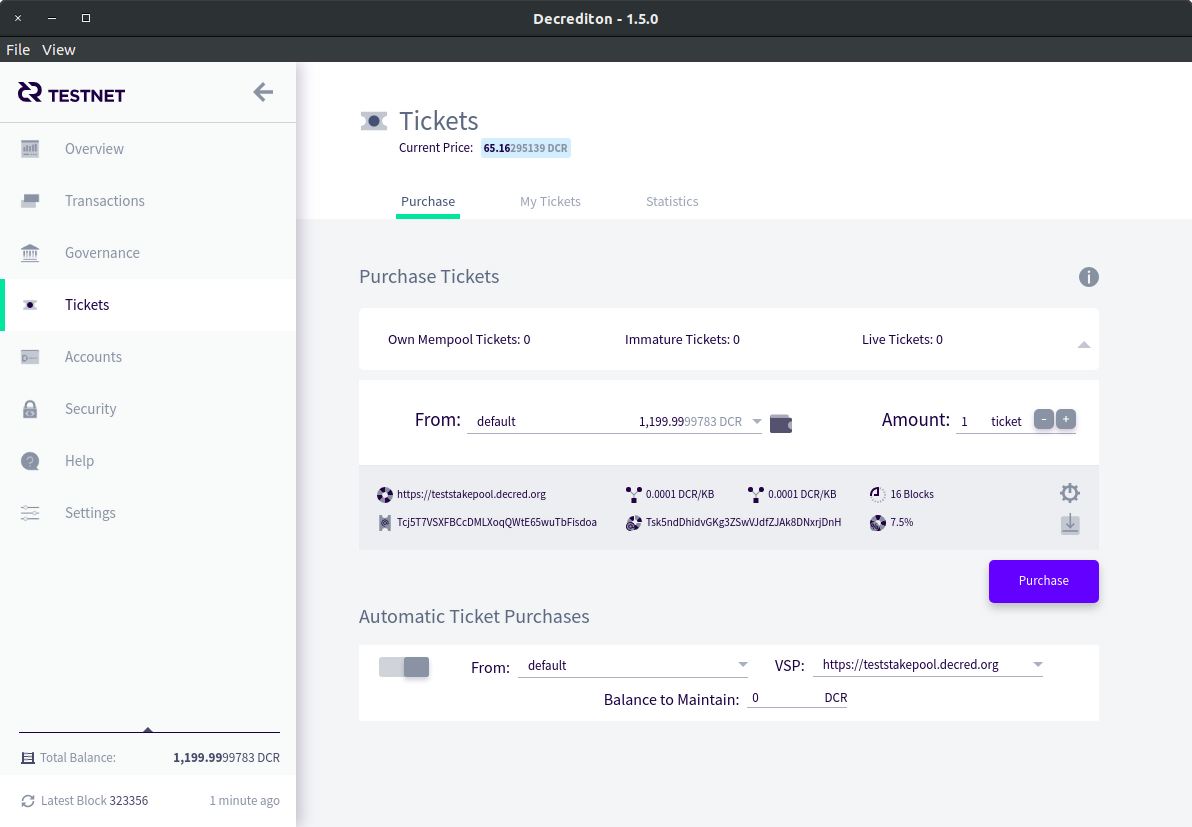 Decrediton - 1.5.0
File View
TESTNET
Overview
Transactions
Governance
Tickets
Accounts
Security
Help
Settings
Total Balance: 1,199.9999783 DCR
Latest Block 323356 1 minute ago
Tickets
Current Price: 65.16295139 DCR
Purchase My Tickets Statistics
Purchase Tickets
Own Mempool Tickets: 0 Immature Tickets: 0 Live Tickets: 0
From: default 1,199.9999783 DCR Amount: 1 ticket - +
https://teststakepool.decred.org 0.0001 DCR/KB 0.0001 DCR/KB 16 Blocks
Tcj5T7VSXFBCcDMLXoqQWtE65wuTbFisdoa Tsk5ndDhidvGKg3ZSwVJdfZJAk8DNxrjDnH 7.5%
Purchase
Automatic Ticket Purchases
From: default VSP: https://teststakepool.decred.org
Balance to Maintain: 0 DCR